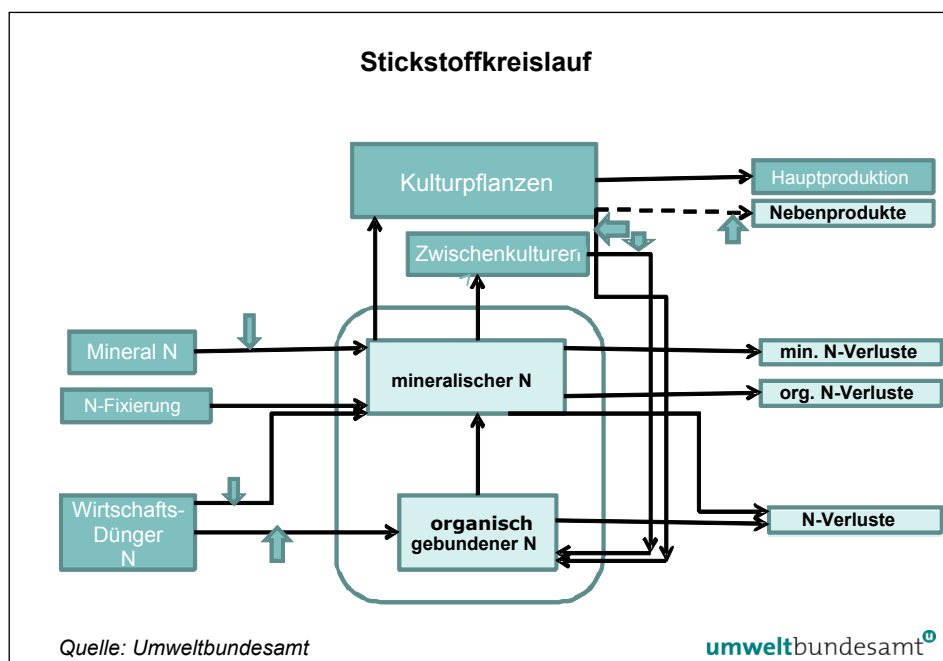 Stickstoffkreislauf
Kulturpflanzen
Hauptproduktion
Nebenprodukte
Zwischenkulturen
Mineral N
mineralischer N
min. N-Verluste
N-Fixierung
org. N-Verluste
Wirtschafts-
Dünger
N
organisch
gebundener N
N-Verluste
Quelle: Umweltbundesamt
umweltbundesamt
u